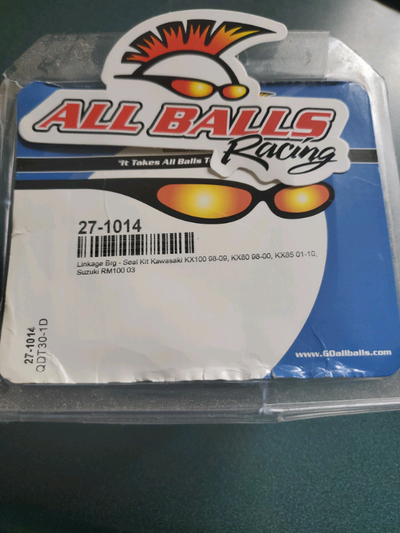 ALL BALLS
Racing
"It Takes All Balls T
27-1014
Linkage Brg - Seal Kit Kawasaki KX100 98-09, KX80 98-00, KX85 01-10,
Suzuki RM100 03
27-1014
QDT30-1D
www.GOallballs.com